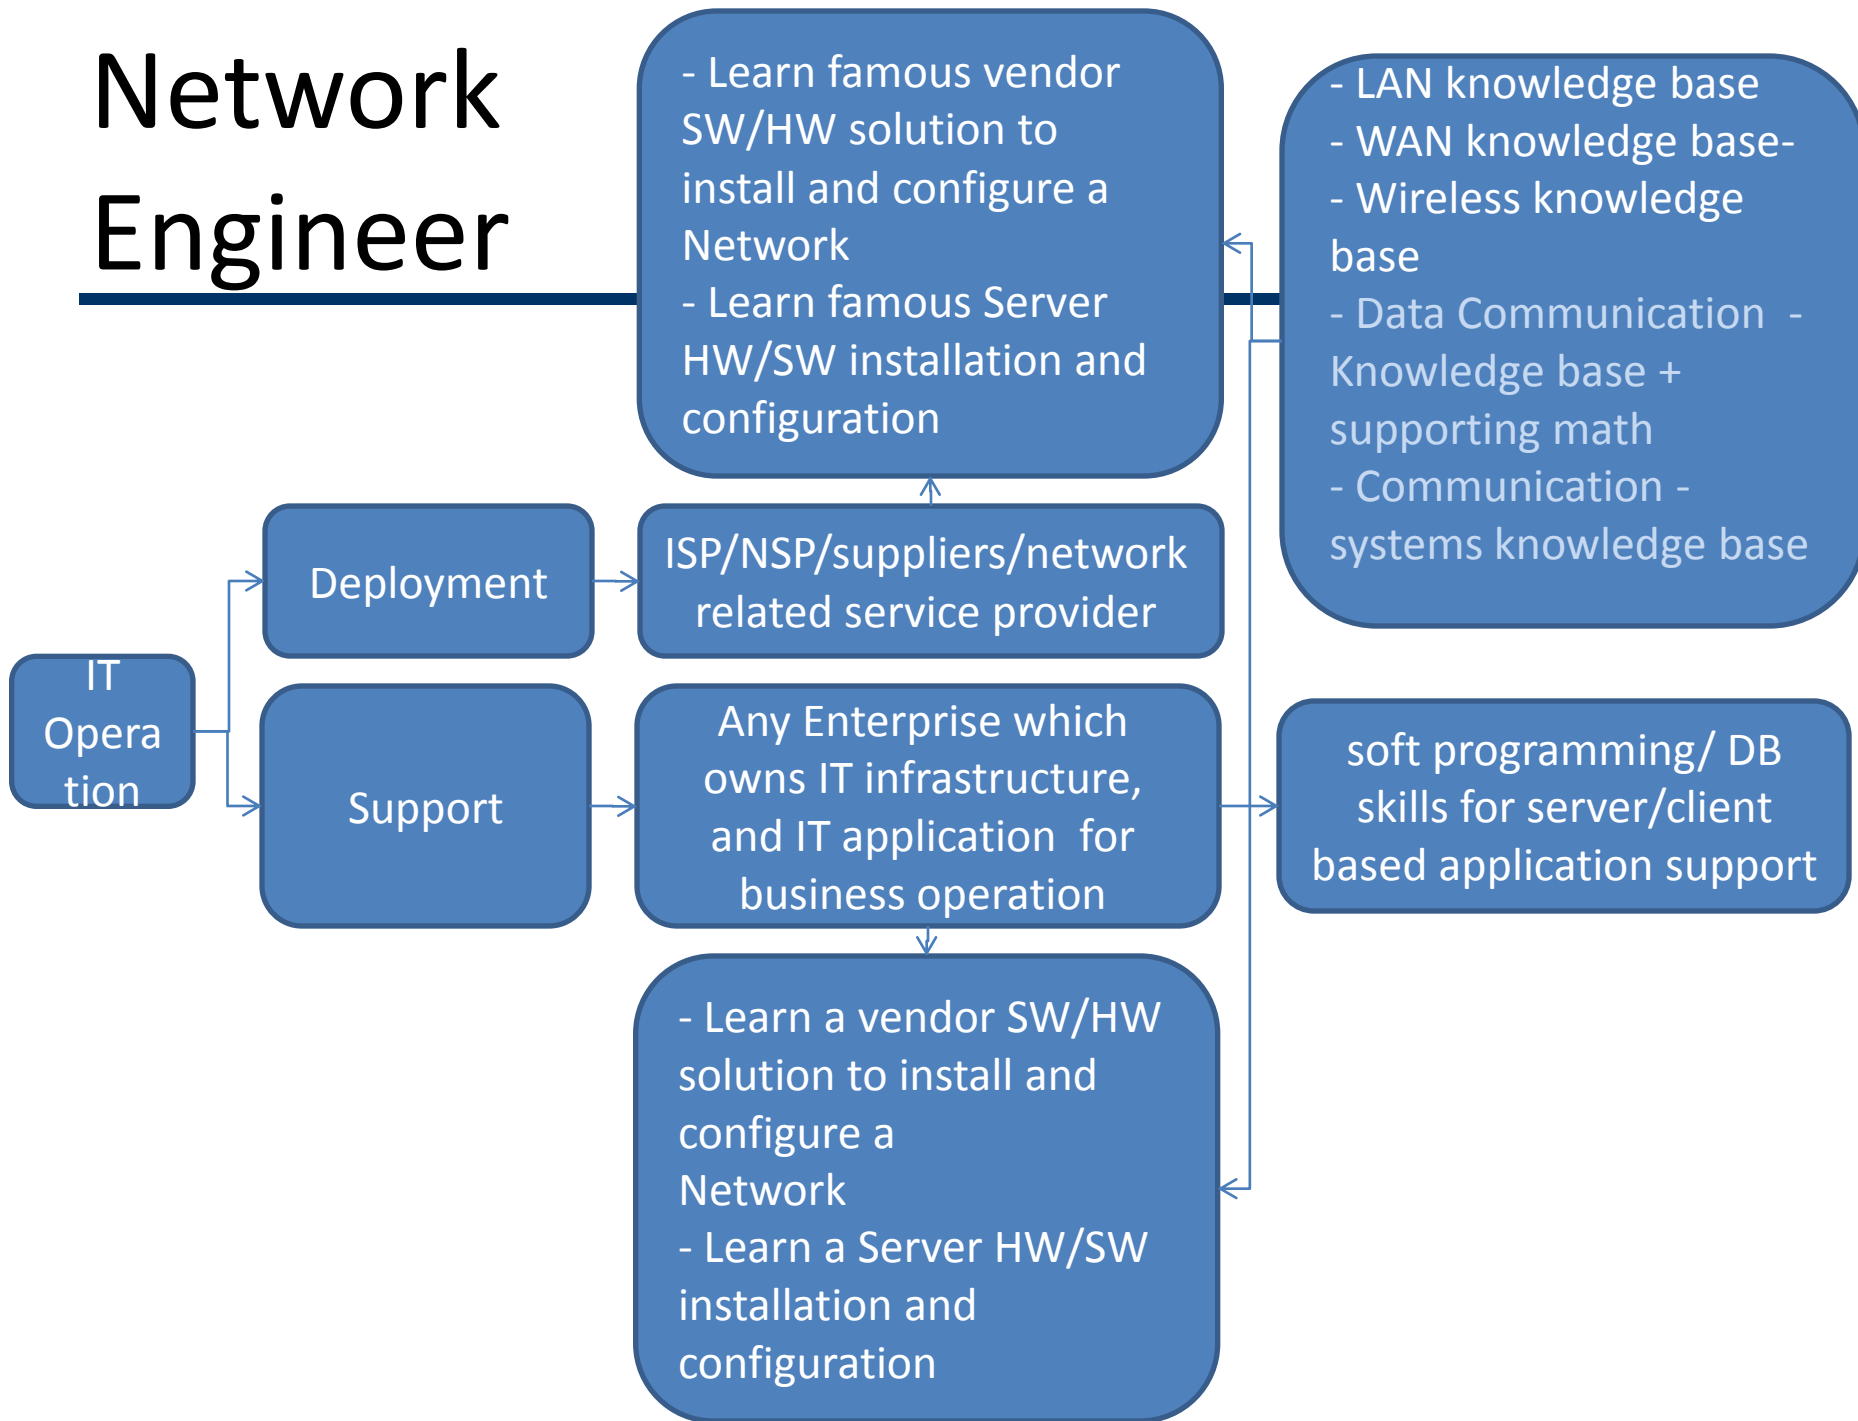 Network
Engineer
- Learn famous vendor
SW/HW solution to
install and configure a
Network
- Learn famous Server
HW/SW installation and
configuration
- LAN knowledge base
- WAN knowledge base-
- Wireless knowledge
base
- Data Communication  -
Knowledge base +
supporting math
- Communication -
systems knowledge base
Deployment
ISP/NSP/suppliers/network
related service provider
IT
Opera
tion
Support
Any Enterprise which
owns IT infrastructure,
and IT application  for
business operation
soft programming/ DB
skills for server/client
based application support
- Learn a vendor SW/HW
solution to install and
configure a
Network
- Learn a Server HW/SW
installation and
configuration